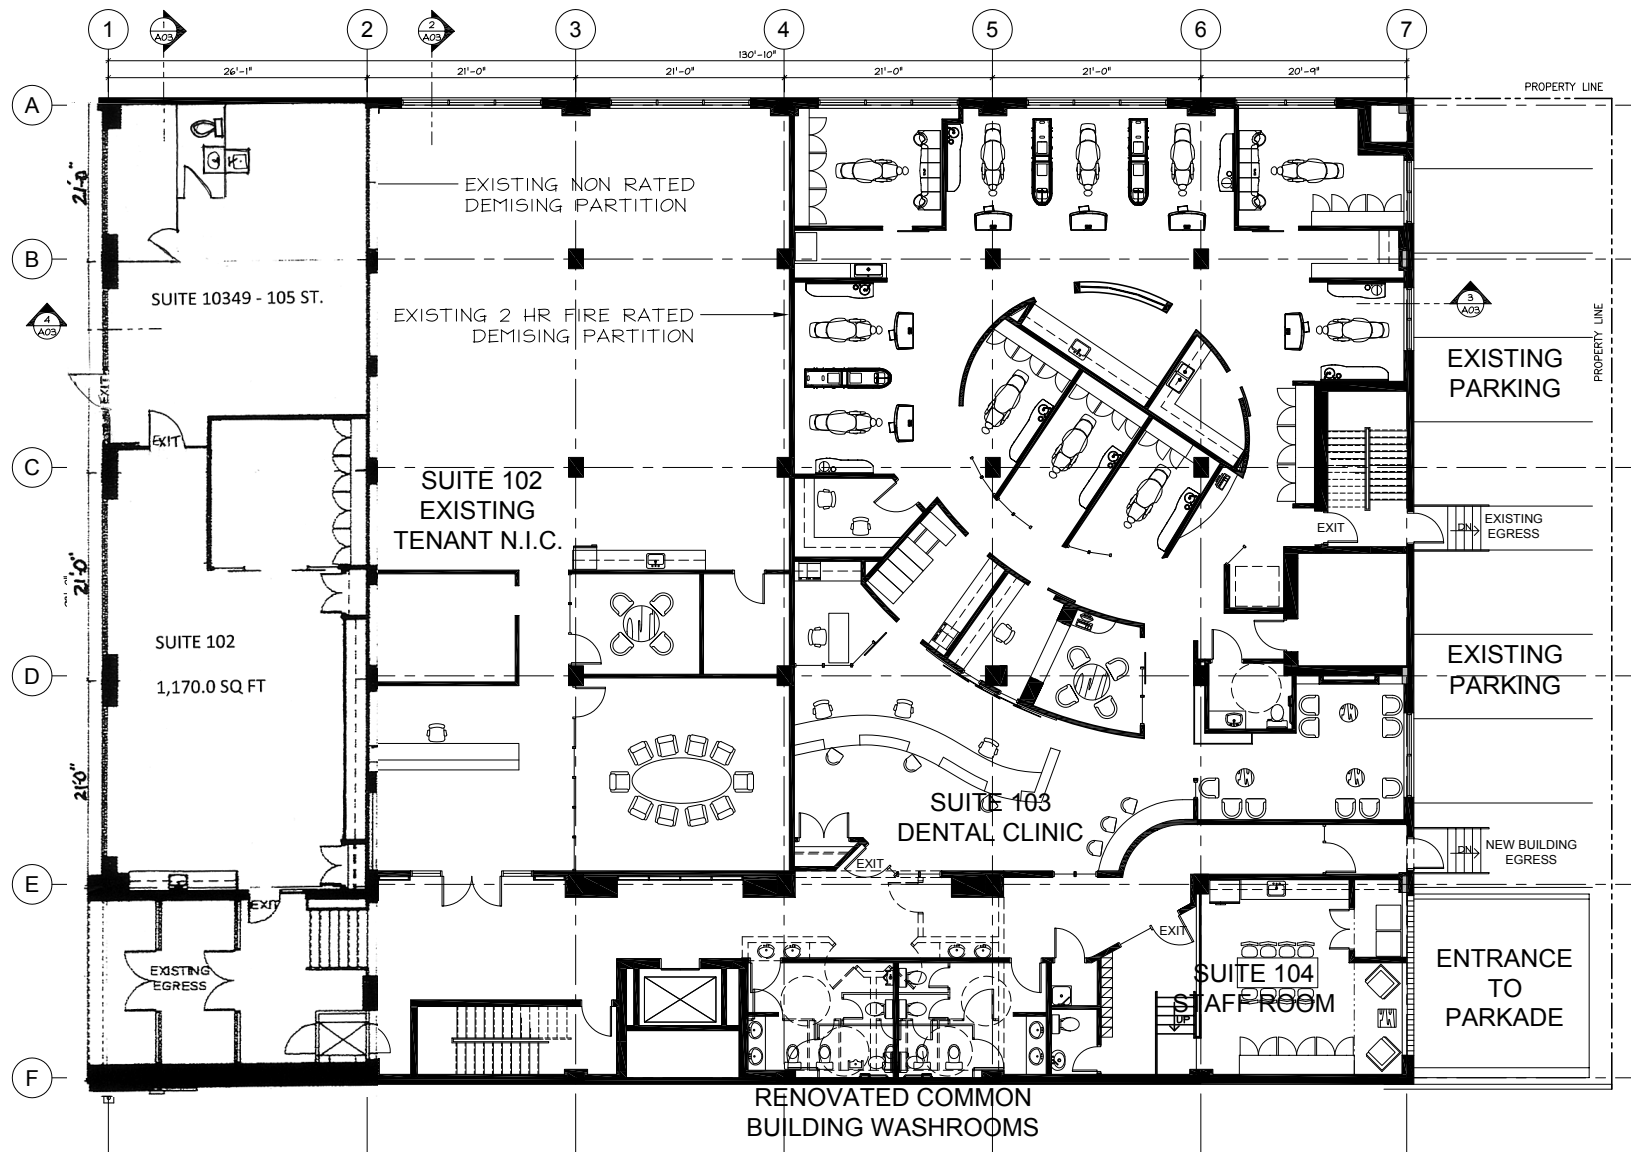 1 2 3 4 5 6 7
1 A03
2 A03
130'-10"
26'-1" 21'-0" 21'-0" 21'-0" 21'-0" 20'-9"
PROPERTY LINE
A
21'-0"
EXISTING NON RATED
DEMISING PARTITION
B
SUITE 10349 - 105 ST.
EXISTING 2 HR FIRE RATED
DEMISING PARTITION
4 A03
3 A03
PROPERTY LINE
EXISTING
PARKING
EXIT
EXIT
C
SUITE 102
EXISTING
TENANT N.I.C.
EXIT
DN
EXISTING
EGRESS
21'-0"
SUITE 102
1,170.0 SQ FT
D
EXISTING
PARKING
21'-0"
SUITE 103
DENTAL CLINIC
EXIT
DN
NEW BUILDING
EGRESS
E
EXIT
EXIT
EXISTING
EGRESS
SUITE 104
STAFF ROOM
UP
ENTRANCE
TO
PARKADE
F
RENOVATED COMMON
BUILDING WASHROOMS